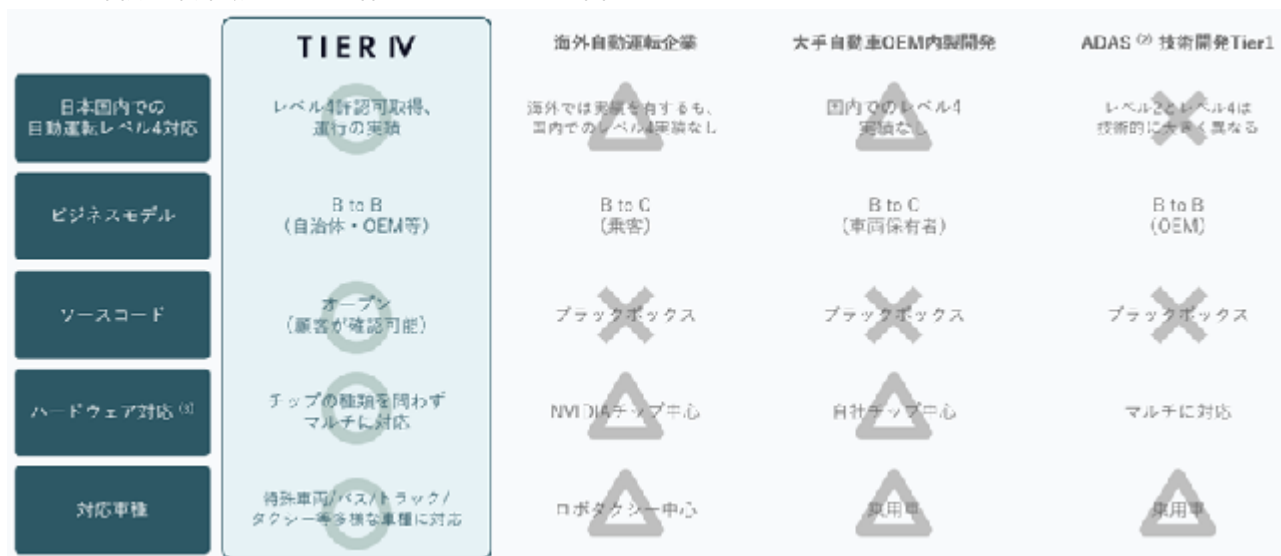 TIER IV
海外自動運転企業
大手自動車OEM内製開発
ADAS (2) 技術開発Tier1
日本国内での
自動運転レベル4対応
レベル4許認可取得、
運行の実績
海外では実績を有するも、
国内でのレベル4実績なし
国内でのレベル4
実績なし
レベル2とレベル4は
技術的に大きく異なる
ビジネスモデル
B to B
(自治体・OEM等)
B to C
(乗客)
B to C
(車両保有者)
B to B
(OEM)
ソースコード
オープン
(顧客が確認可能)
ブラックボックス
ブラックボックス
ブラックボックス
ハードウェア対応 (3)
チップの種類を問わず
マルチに対応
NVIDIAチップ中心
自社チップ中心
マルチに対応
対応車種
特殊車両/バス/トラック/
タクシー等多様な車種に対応
ロボタクシー中心
乗用車
乗用車